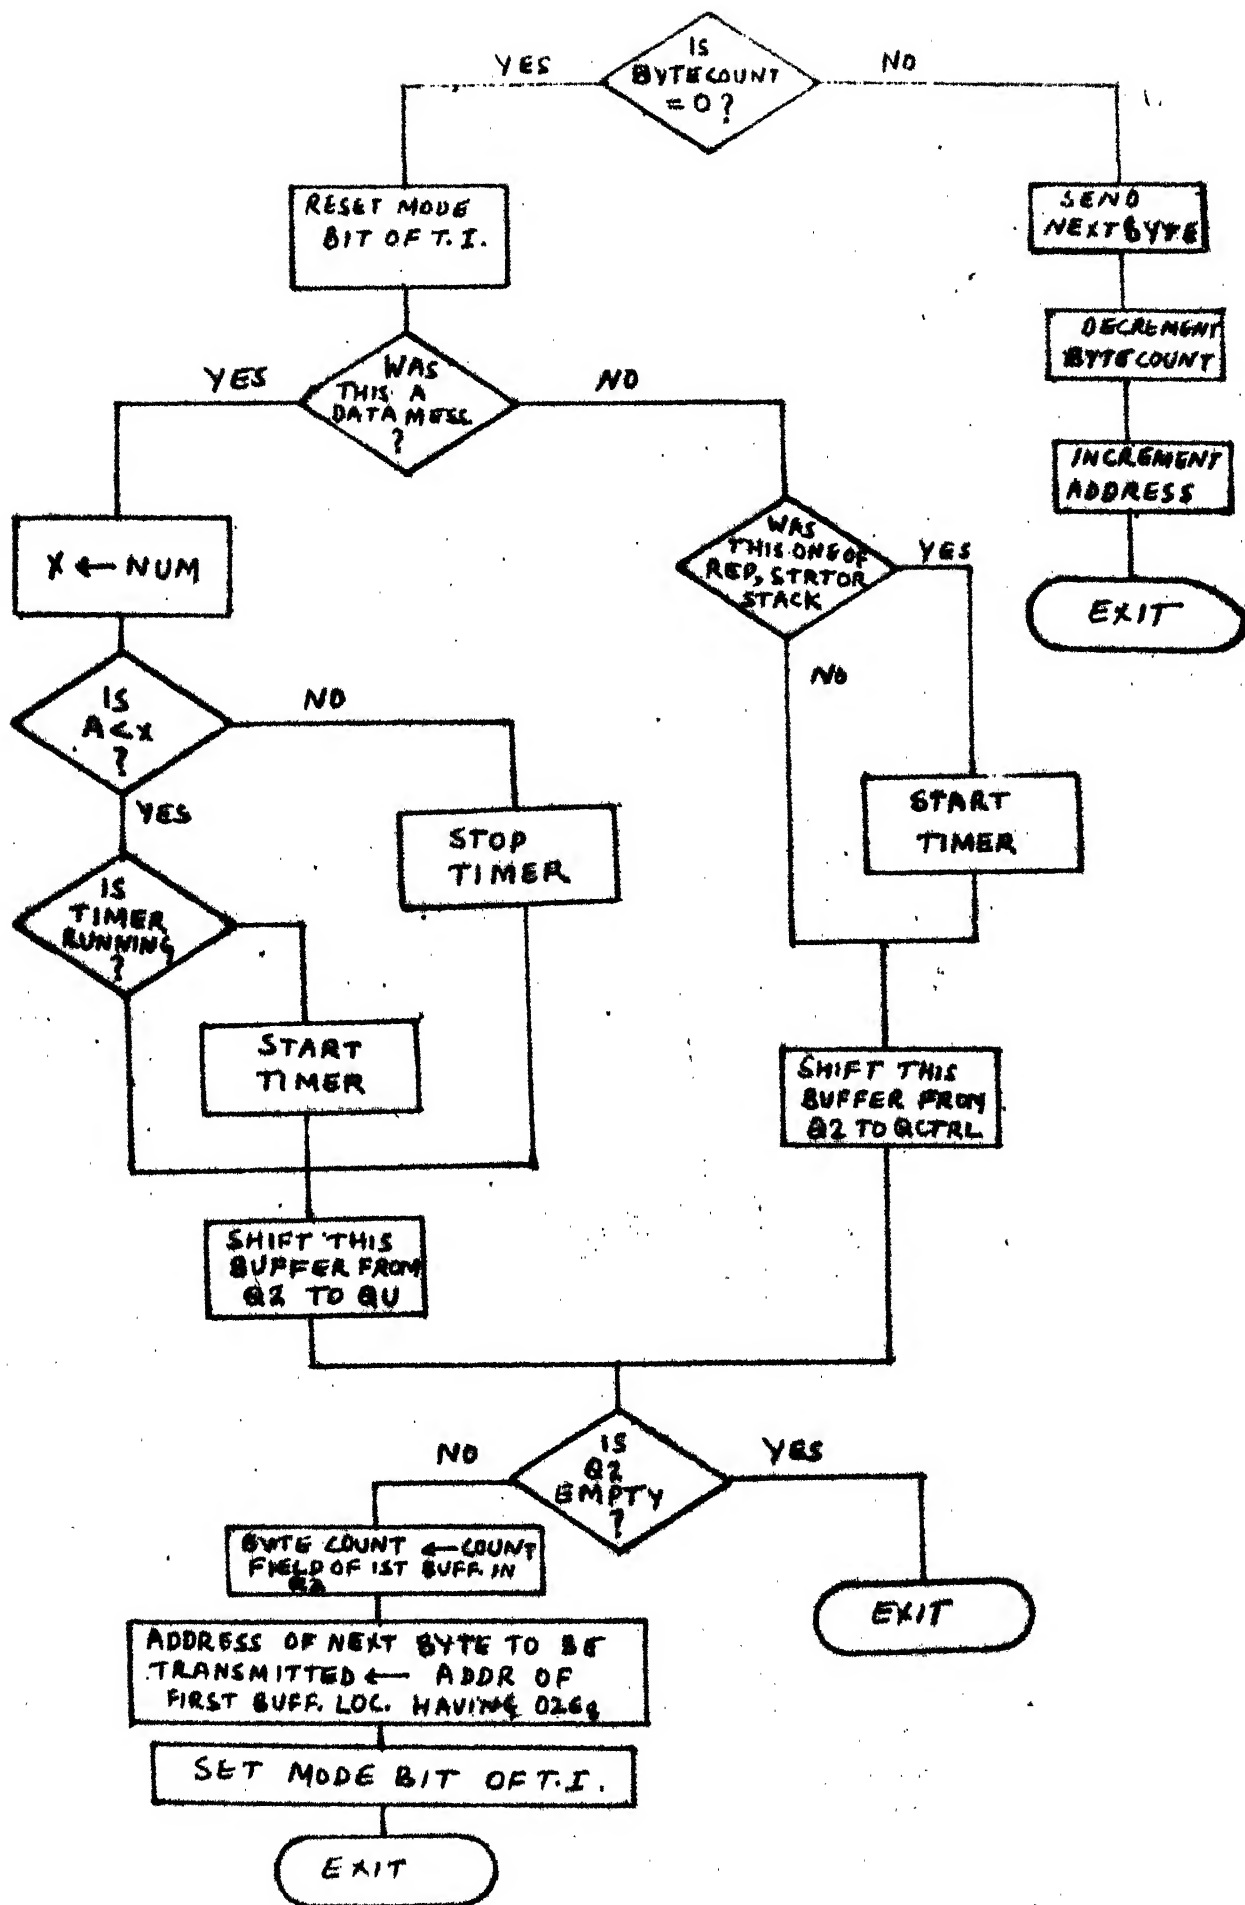 IS
BYTECOUNT
= 0?
YES
NO
RESET MODE
BIT OF T.I.
SEND
NEXT BYTE
DECREMENT
BYTECOUNT
INCREMENT
ADDRESS
EXIT
WAS
THIS A
DATA MESS.
?
YES
NO
X ← NUM
WAS
THIS ONE OF
REP, STRT OR
STACK
YES
NO
IS
A < X
?
NO
YES
START
TIMER
STOP
TIMER
IS
TIMER
RUNNING
?
START
TIMER
SHIFT THIS
BUFFER FROM
Q2 TO QCTRL
SHIFT THIS
BUFFER FROM
Q2 TO QU
IS
Q2
EMPTY
?
NO
YES
BYTE COUNT ← COUNT
FIELD OF 1ST BUFF. IN
Q2
EXIT
ADDRESS OF NEXT BYTE TO BE
TRANSMITTED ← ADDR OF
FIRST BUFF. LOC. HAVING 026₈
SET MODE BIT OF T.I.
EXIT